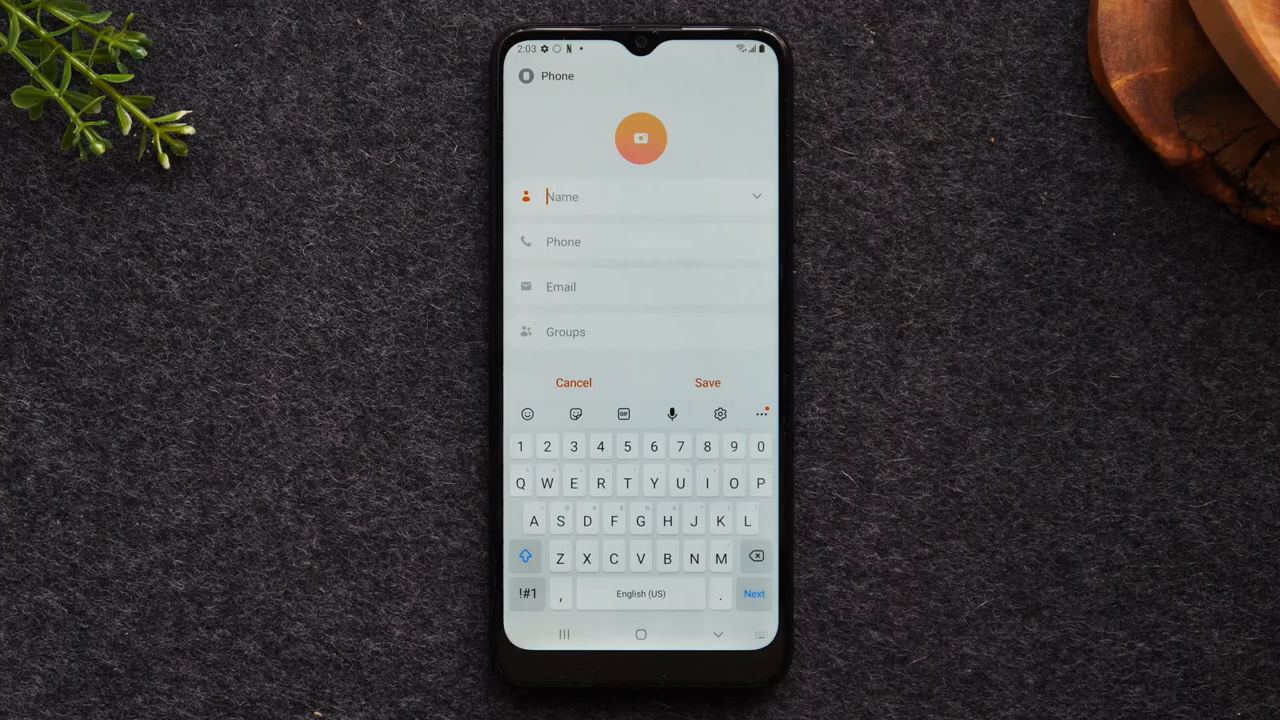 2:03 N
Phone
Name
Phone
Email
Groups
Cancel Save
GIF
1 2 3 4 5 6 7 8 9 0
Q W E R T Y U I O P
A S D F G H J K L
Z X C V B N M
!#1 , English (US) . Next